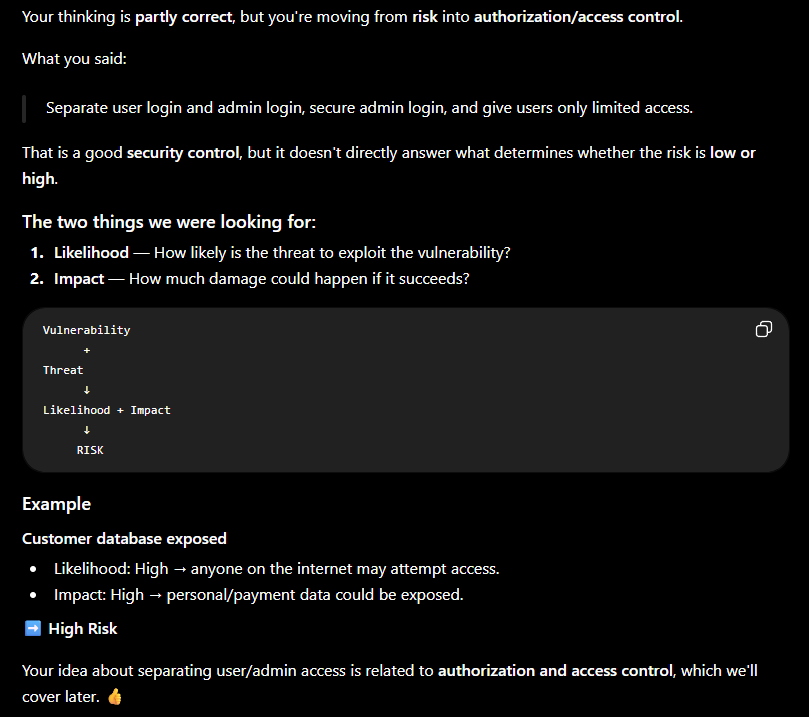 Your thinking is partly correct, but you're moving from risk into authorization/access control.
What you said:
Separate user login and admin login, secure admin login, and give users only limited access.
That is a good security control, but it doesn't directly answer what determines whether the risk is low or
high.
The two things we were looking for:
1. Likelihood — How likely is the threat to exploit the vulnerability?
2. Impact — How much damage could happen if it succeeds?
Vulnerability
+
Threat
↓
Likelihood + Impact
↓
RISK
Example
Customer database exposed
• Likelihood: High → anyone on the internet may attempt access.
• Impact: High → personal/payment data could be exposed.
➡️ High Risk
Your idea about separating user/admin access is related to authorization and access control, which we'll
cover later. 👍